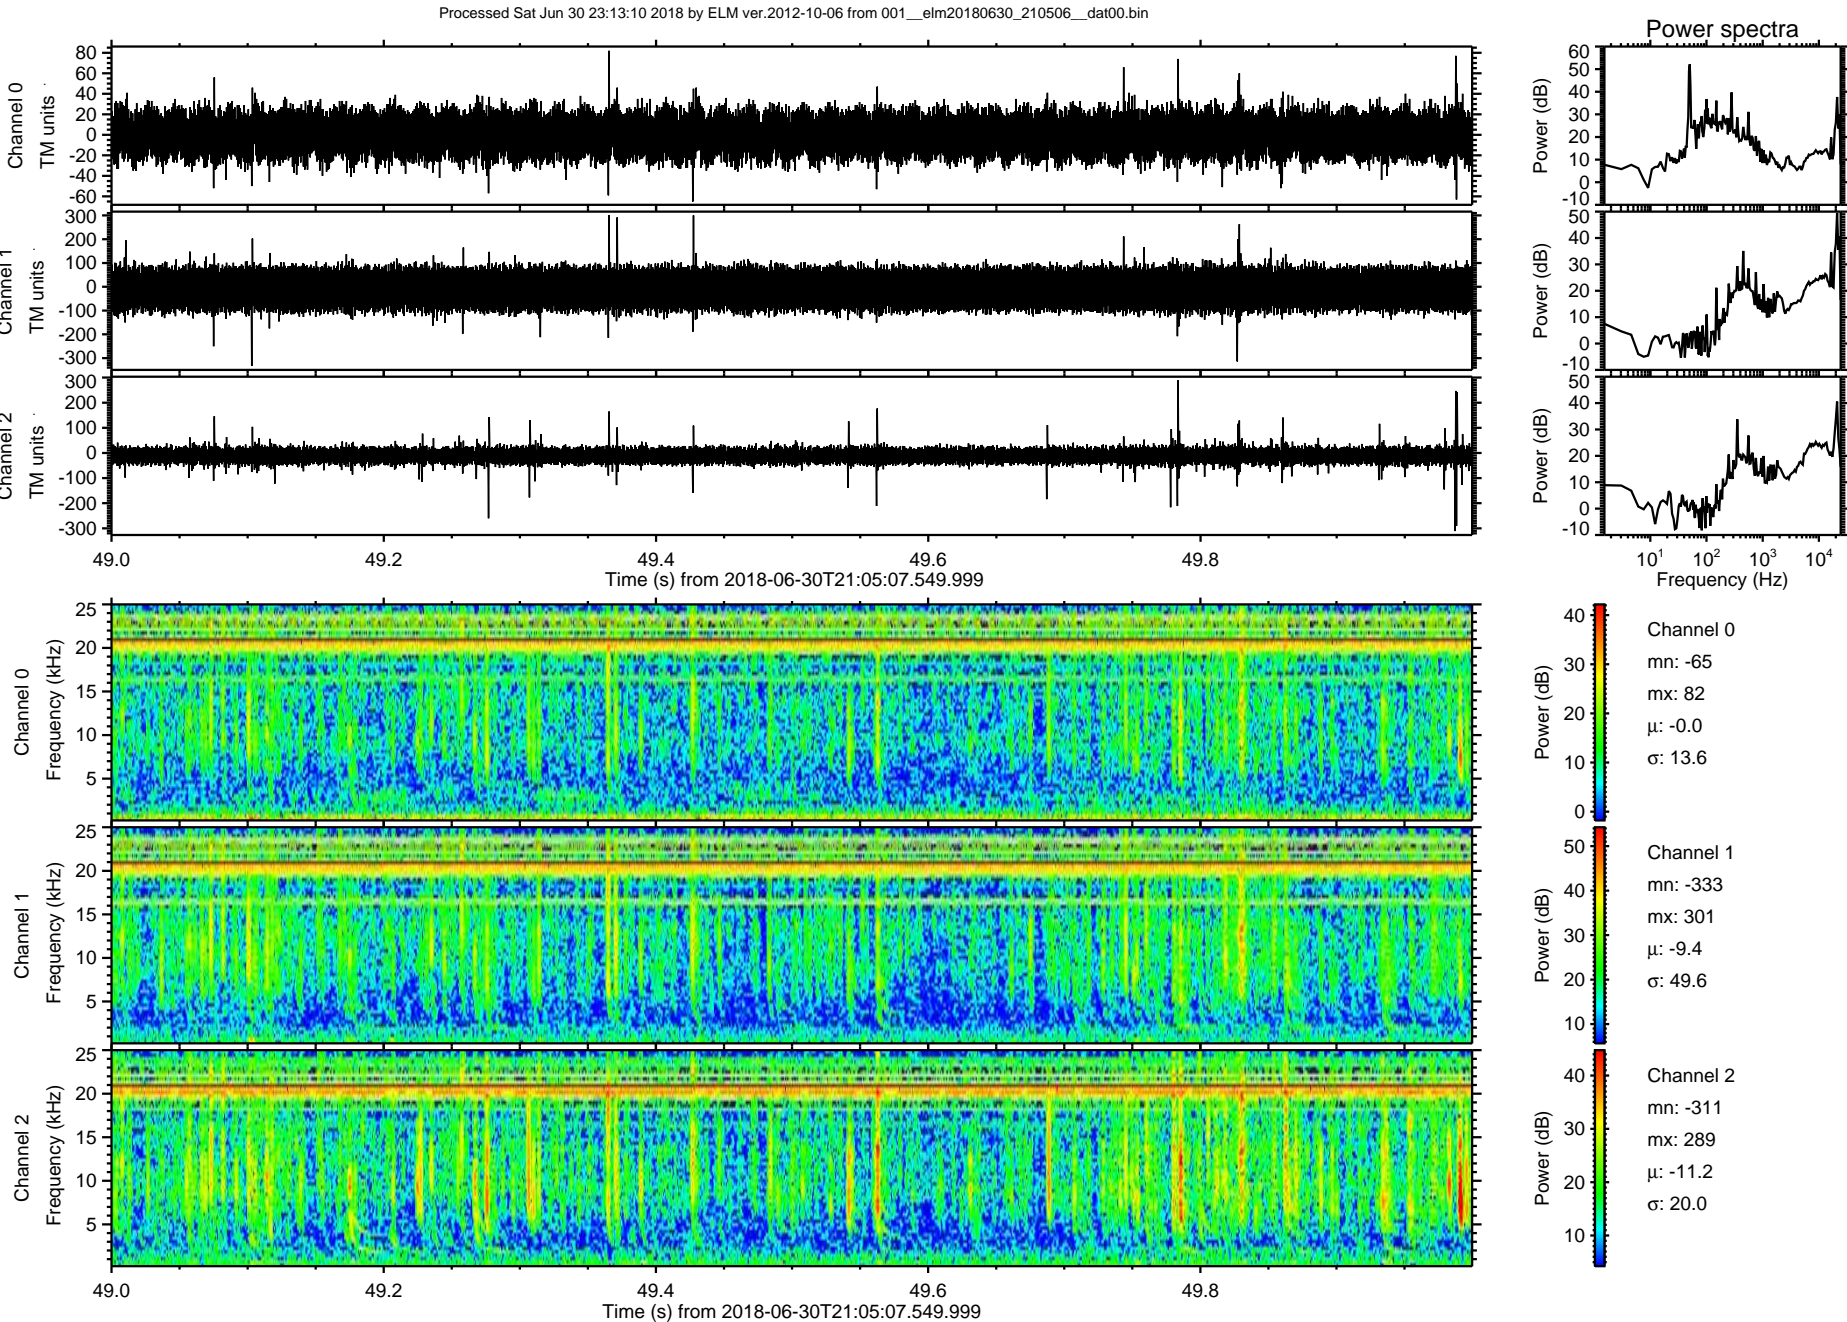 Processed Sat Jun 30 23:13:10 2018 by ELM ver.2012-10-06 from 001__elm20180630_210506__dat00.bin
Power spectra
Channel 0
TM units
80
60
40
20
0
-20
-40
-60
Power (dB)
60
50
40
30
20
10
0
-10
Channel 1
TM units
300
200
100
0
-100
-200
-300
Power (dB)
50
40
30
20
10
0
-10
Channel 2
TM units
300
200
100
0
-100
-200
-300
Power (dB)
50
40
30
20
10
0
-10
49.0 49.2 49.4 49.6 49.8
Time (s) from 2018-06-30T21:05:07.549.999
10¹ 10² 10³ 10⁴
Frequency (Hz)
Channel 0
Frequency (kHz)
25
20
15
10
5
Power (dB)
40
30
20
10
0
Channel 0
mn: -65
mx: 82
μ: -0.0
σ: 13.6
Channel 1
Frequency (kHz)
25
20
15
10
5
Power (dB)
50
40
30
20
10
Channel 1
mn: -333
mx: 301
μ: -9.4
σ: 49.6
Channel 2
Frequency (kHz)
25
20
15
10
5
Power (dB)
40
30
20
10
Channel 2
mn: -311
mx: 289
μ: -11.2
σ: 20.0
49.0 49.2 49.4 49.6 49.8
Time (s) from 2018-06-30T21:05:07.549.999